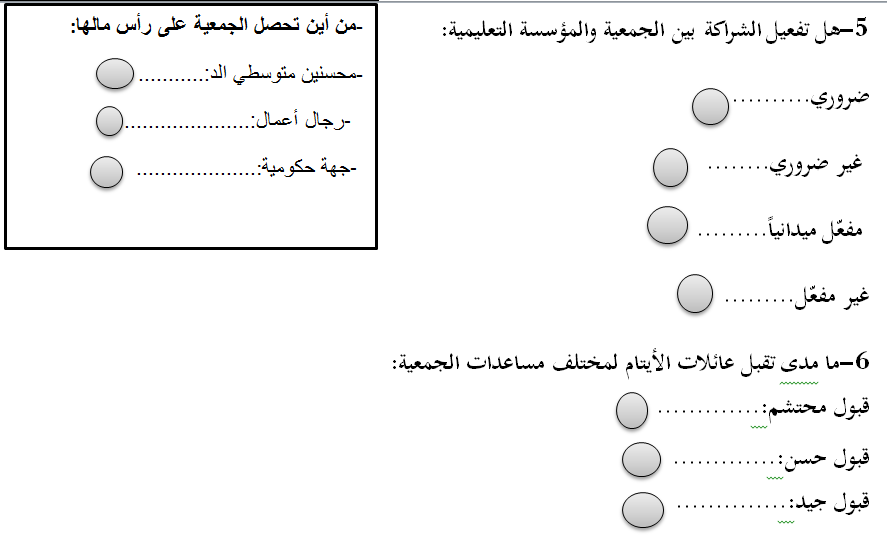 5–هل تفعيل الشراكة بين الجمعية والمؤسسة التعليمية:
ضروري..........
غير ضروري........
مفعّل ميدانياً.........
غير مفعّل.........
6–ما مدى تقبل عائلات الأيتام لمختلف مساعدات الجمعية:
قبول محتشم:.............
قبول حسن:.............
قبول جيد:..............
-من أين تحصل الجمعية على رأس مالها:
-محسنين متوسطي الد:...........
-رجال أعمال:.....................
-جهة حكومية:....................